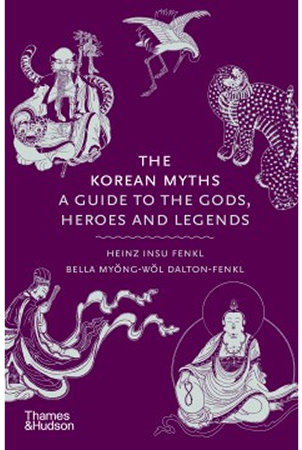 THE
KOREAN MYTHS
A GUIDE TO THE GODS,
HEROES AND LEGENDS
HEINZ INSU FENKL
BELLA MYŎNG-WŎL DALTON-FENKL
Thames
&Hudson